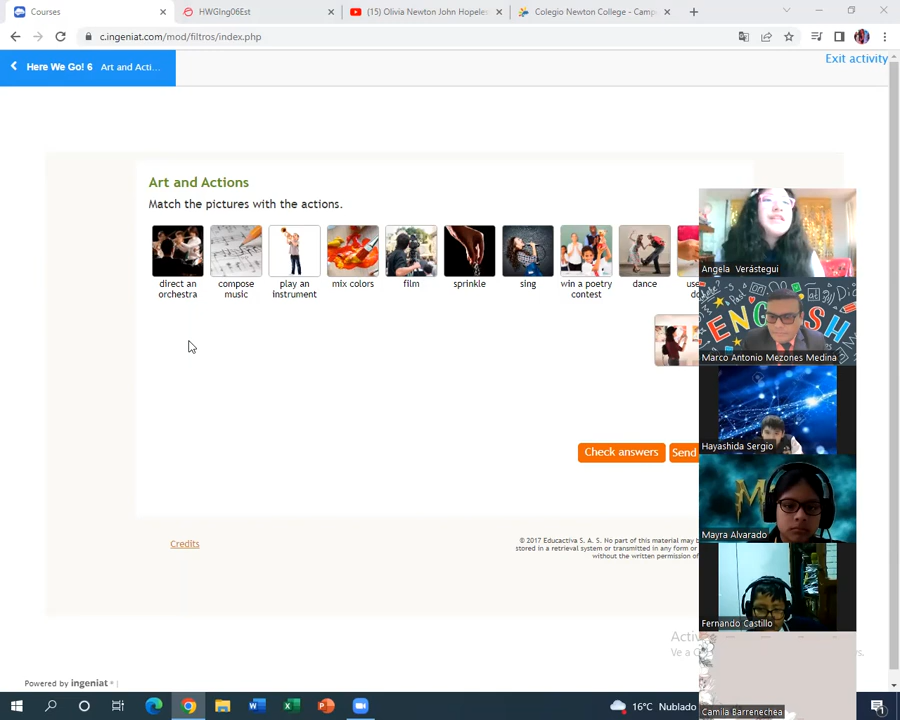 Courses
HWGIng06Est
(15) Olivia Newton John Hopeles
Colegio Newton College - Camp
c.ingeniat.com/mod/filtros/index.php
Here We Go! 6 Art and Acti...
Exit activity
Art and Actions
Match the pictures with the actions.
direct an orchestra
compose music
play an instrument
mix colors
film
sprinkle
sing
win a poetry contest
dance
use
Check answers
Send
Credits
© 2017 Educactiva S. A. S. No part of this material may be
stored in a retrieval system or transmitted in any form or
without the written permission of
Angela Verástegui
ENGLISH
Marco Antonio Mezones Medina
Hayashida Sergio
Mayra Alvarado
Fernando Castillo
Camila Barrenechea
Powered by ingeniat
16°C Nublado